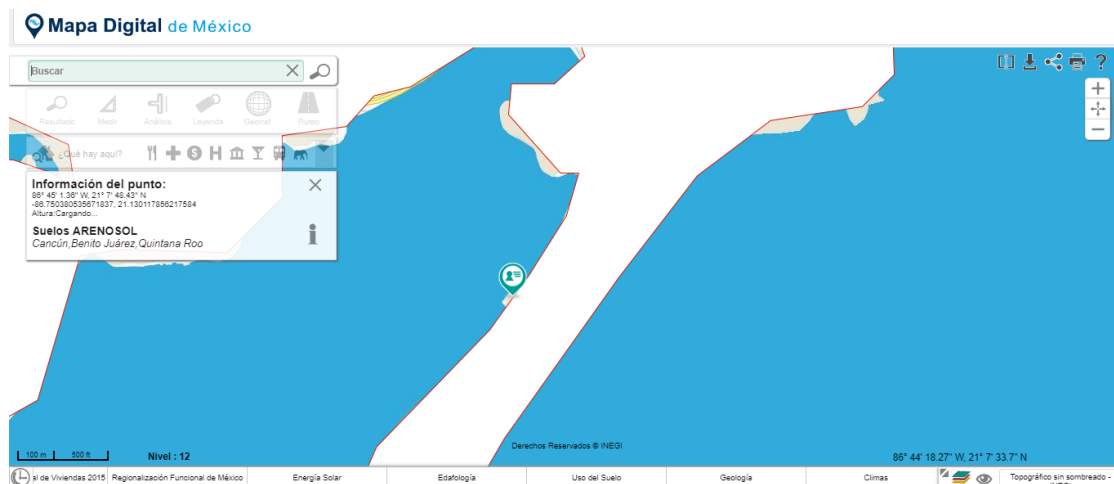 Mapa Digital de México
Buscar
Resultado Medir Análisis Leyenda Georref. Ruteo
¿Qué hay aquí?
Información del punto:
86° 45' 1.36" W, 21° 7' 48.43" N
-86.750380535671837, 21.130117856217584
Altura:Cargando...
Suelos ARENOSOL
Cancún,Benito Juárez,Quintana Roo
Derechos Reservados © INEGI
100 m 500 ft Nivel : 12
86° 44' 18.27" W, 21° 7' 33.7" N
al de Viviendas 2015 Regionalización Funcional de México Energía Solar Edafología Uso del Suelo Geología Climas Topográfico sin sombreado -
INEGI